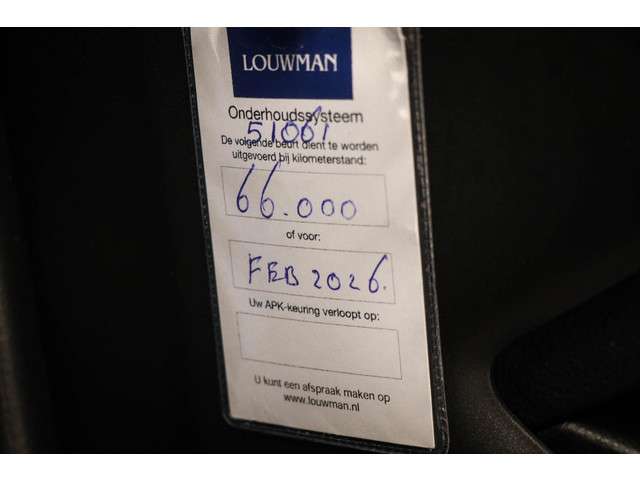 LOUWMAN
Onderhoudssysteem
51061
De volgende beurt dient te worden
uitgevoerd bij kilometerstand:
66.000
of voor:
FEB 2026.
Uw APK-keuring verloopt op:
U kunt een afspraak maken op
www.louwman.nl